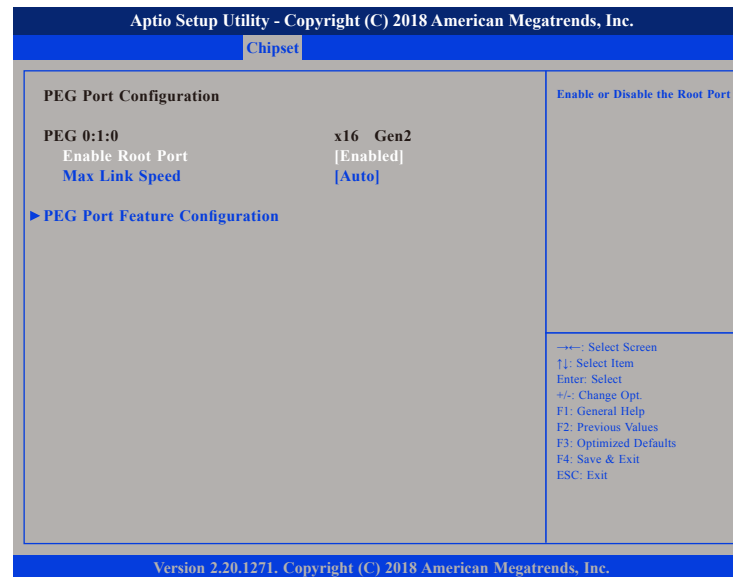 Aptio Setup Utility - Copyright (C) 2018 American Megatrends, Inc.
Chipset
PEG Port Configuration
PEG 0:1:0 x16 Gen2
Enable Root Port [Enabled]
Max Link Speed [Auto]
►PEG Port Feature Configuration
Enable or Disable the Root Port
→←: Select Screen
↑↓: Select Item
Enter: Select
+/-: Change Opt.
F1: General Help
F2: Previous Values
F3: Optimized Defaults
F4: Save & Exit
ESC: Exit
Version 2.20.1271. Copyright (C) 2018 American Megatrends, Inc.